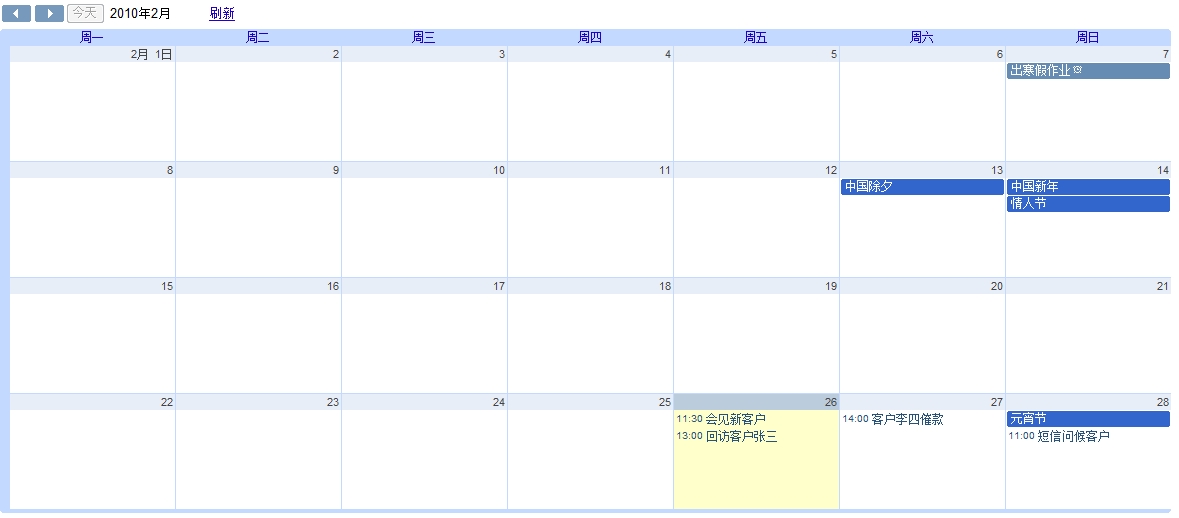 今天 2010年2月 刷新
周一 周二 周三 周四 周五 周六 周日
2月 1日 2 3 4 5 6 7
出寒假作业
8 9 10 11 12 13 14
中国除夕 中国新年
情人节
15 16 17 18 19 20 21
22 23 24 25 26 27 28
11:30 会见新客户 14:00 客户李四催款 元宵节
13:00 回访客户张三 11:00 短信问候客户